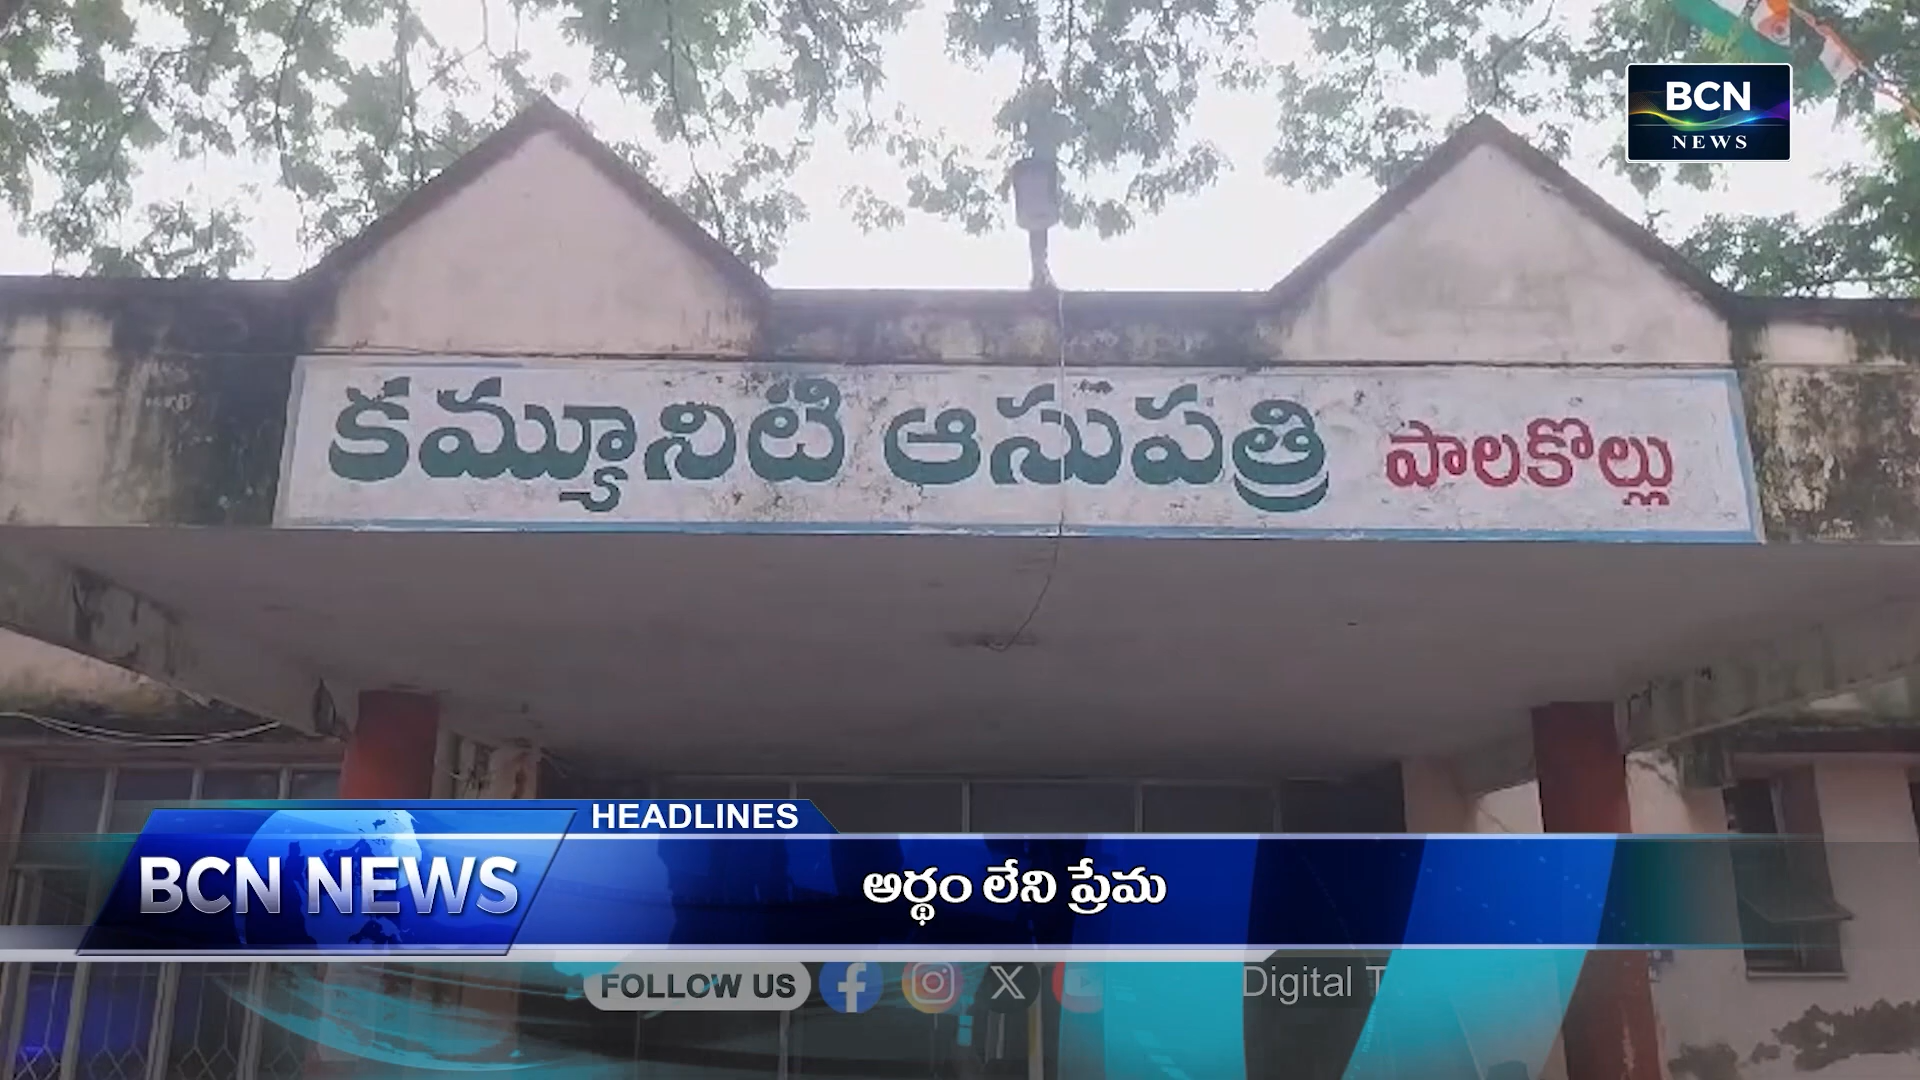 BCN
NEWS
కమ్యూనిటి ఆసుపత్రి పాలకొల్లు
HEADLINES
BCN NEWS
అర్థం లేని ప్రేమ
FOLLOW US
Digital